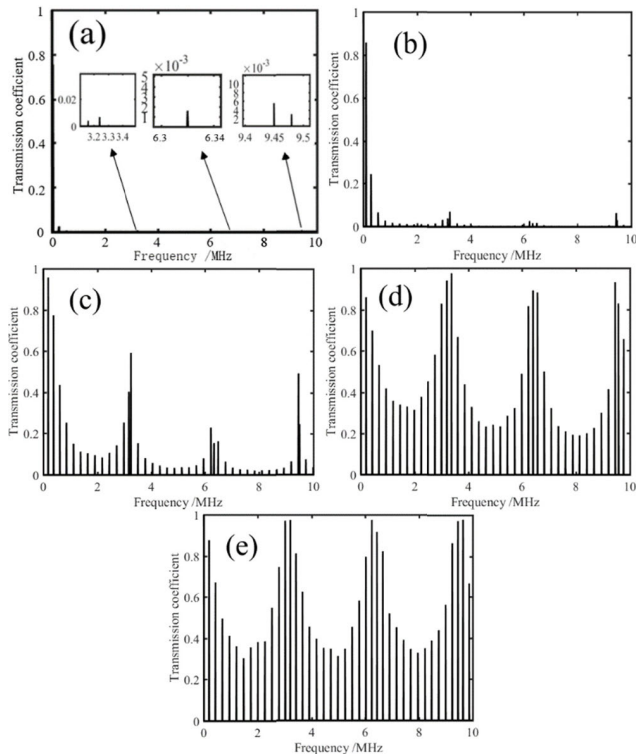 (a)
Transmission coefficient
1
0.8
0.6
0.4
0.2
0
0.02
0
3.2 3.3 3.4
×10⁻³
5
4
3
2
1
6.3 6.34
×10⁻³
10
8
6
4
2
9.4 9.45 9.5
0 2 4 6 8 10
Frequency /MHz
(b)
Transmission coefficient
1
0.8
0.6
0.4
0.2
0
0 2 4 6 8 10
Frequency /MHz
(c)
Transmission coefficient
1
0.8
0.6
0.4
0.2
0
0 2 4 6 8 10
Frequency /MHz
(d)
Transmission coefficient
1
0.8
0.6
0.4
0.2
0
0 2 4 6 8 10
Frequency /MHz
(e)
Transmission coefficient
1
0.8
0.6
0.4
0.2
0
0 2 4 6 8 10
Frequency /MHz